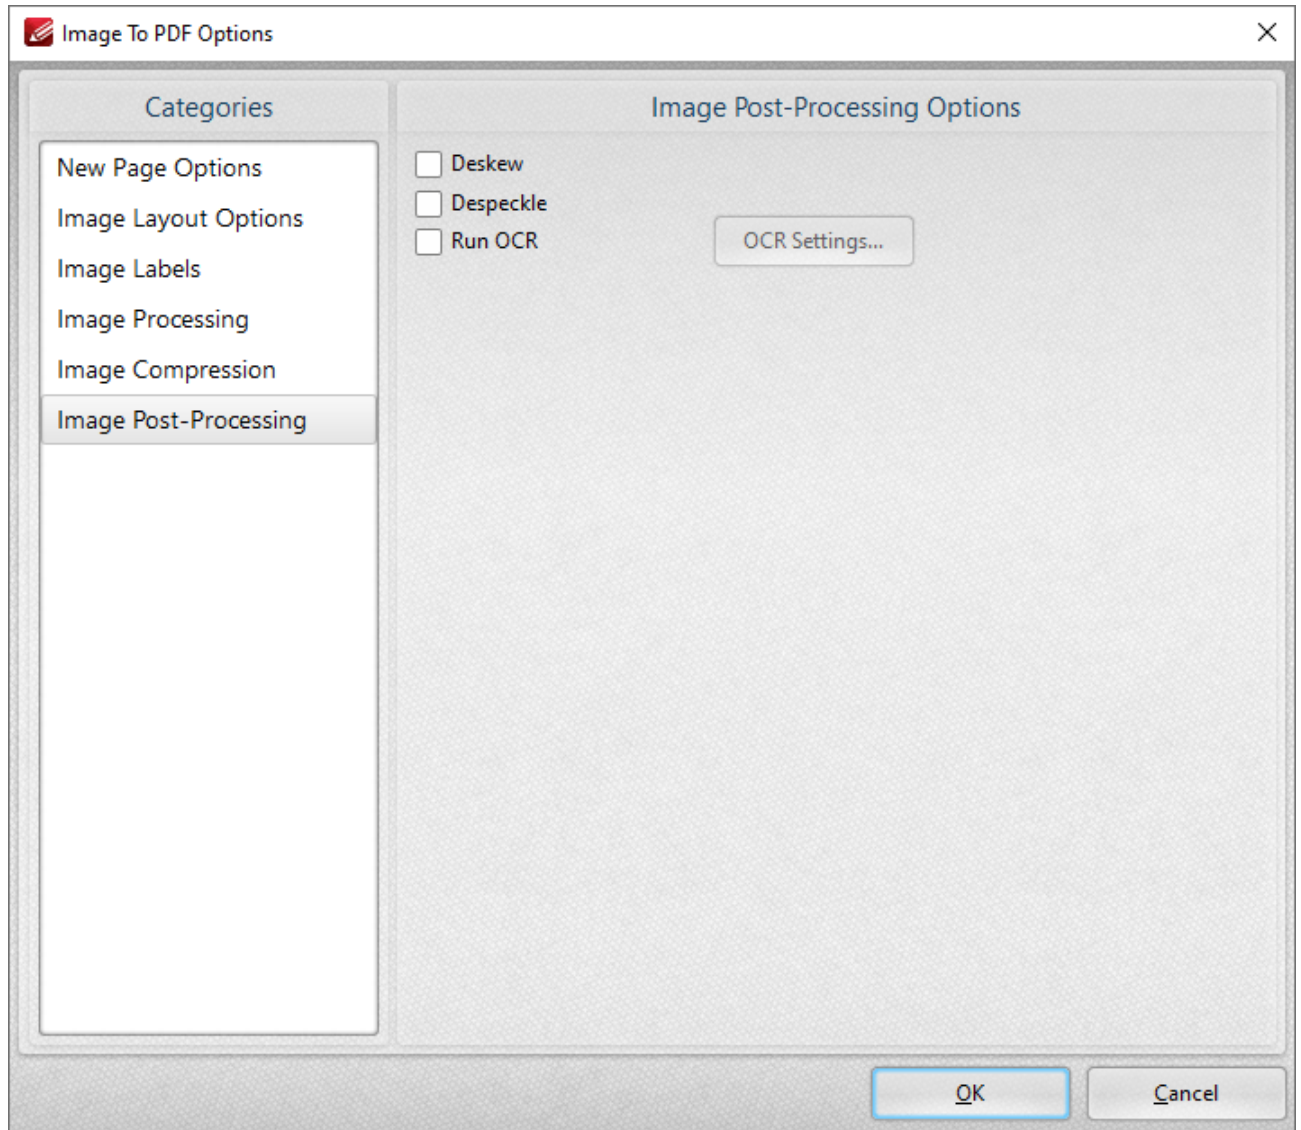 Image To PDF Options
Categories
New Page Options
Image Layout Options
Image Labels
Image Processing
Image Compression
Image Post-Processing
Image Post-Processing Options
Deskew
Despeckle
Run OCR
OCR Settings...
OK
Cancel